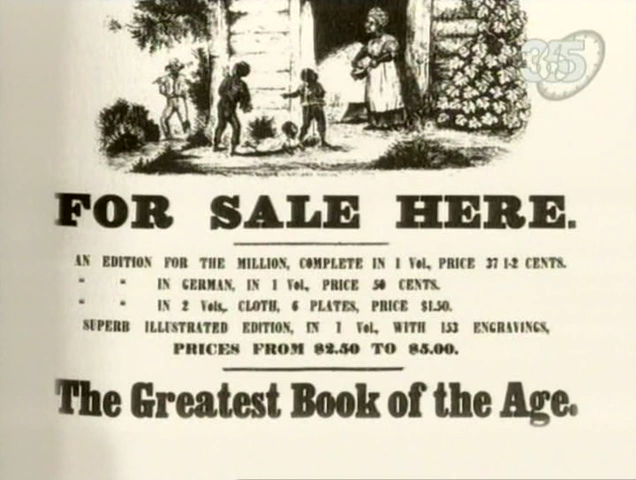 365
FOR SALE HERE.
AN EDITION FOR THE MILLION, COMPLETE IN 1 Vol., PRICE 37 1-2 CENTS.
" " IN GERMAN, IN 1 Vol., PRICE 50 CENTS.
" " IN 2 Vols., CLOTH, 6 PLATES, PRICE $1.50.
SUPERB ILLUSTRATED EDITION, IN 1 Vol., WITH 153 ENGRAVINGS,
PRICES FROM $2.50 TO $5.00.
The Greatest Book of the Age.